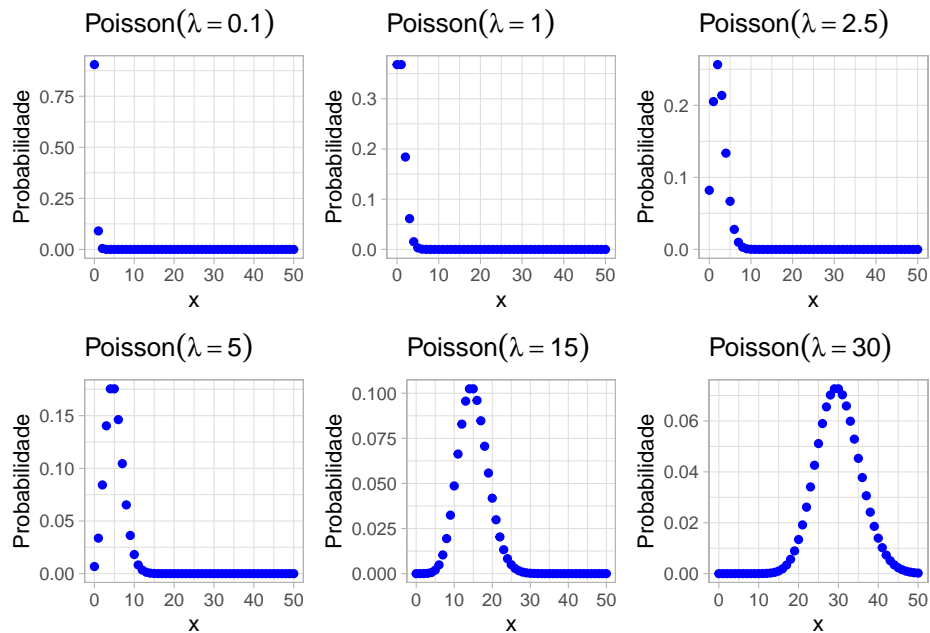 Poisson(λ = 0.1)
Probabilidade
0.75
0.50
0.25
0.00
0 10 20 30 40 50
x
Poisson(λ = 1)
Probabilidade
0.3
0.2
0.1
0.0
0 10 20 30 40 50
x
Poisson(λ = 2.5)
Probabilidade
0.2
0.1
0.0
0 10 20 30 40 50
x
Poisson(λ = 5)
Probabilidade
0.15
0.10
0.05
0.00
0 10 20 30 40 50
x
Poisson(λ = 15)
Probabilidade
0.100
0.075
0.050
0.025
0.000
0 10 20 30 40 50
x
Poisson(λ = 30)
Probabilidade
0.06
0.04
0.02
0.00
0 10 20 30 40 50
x